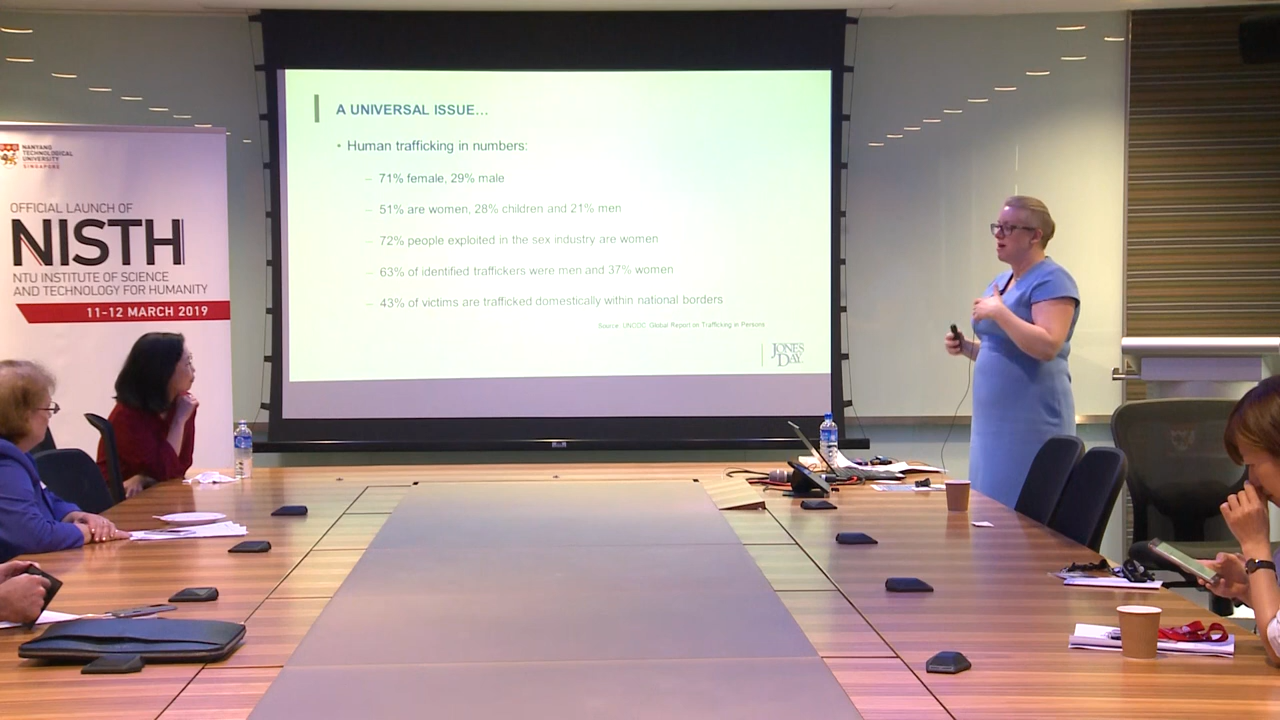 NANYANG
TECHNOLOGICAL
UNIVERSITY
SINGAPORE
OFFICIAL LAUNCH OF
NISTH
NTU INSTITUTE OF SCIENCE
AND TECHNOLOGY FOR HUMANITY
11-12 MARCH 2019
A UNIVERSAL ISSUE...
• Human trafficking in numbers:
– 71% female, 29% male
– 51% are women, 28% children and 21% men
– 72% people exploited in the sex industry are women
– 63% of identified traffickers were men and 37% women
– 43% of victims are trafficked domestically within national borders
Source: UNODC Global Report on Trafficking in Persons
JONES
DAY